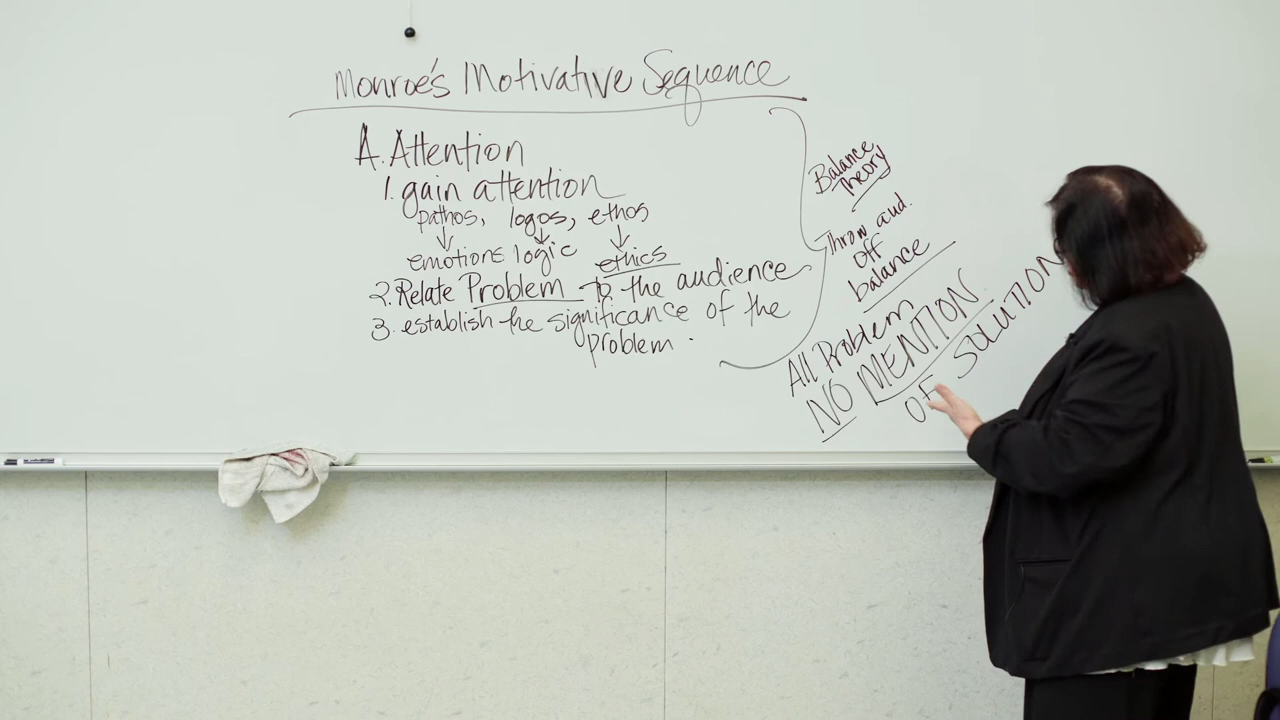 Monroe's Motivative Sequence
A. Attention
1. gain attention
pathos, logos, ethos
emotions logic ethics
2. Relate Problem to the audience
3. establish the significance of the
problem.
Balance
Theory
Throw aud.
off
balance
All Problem
NO MENTION
OF SOLUTION